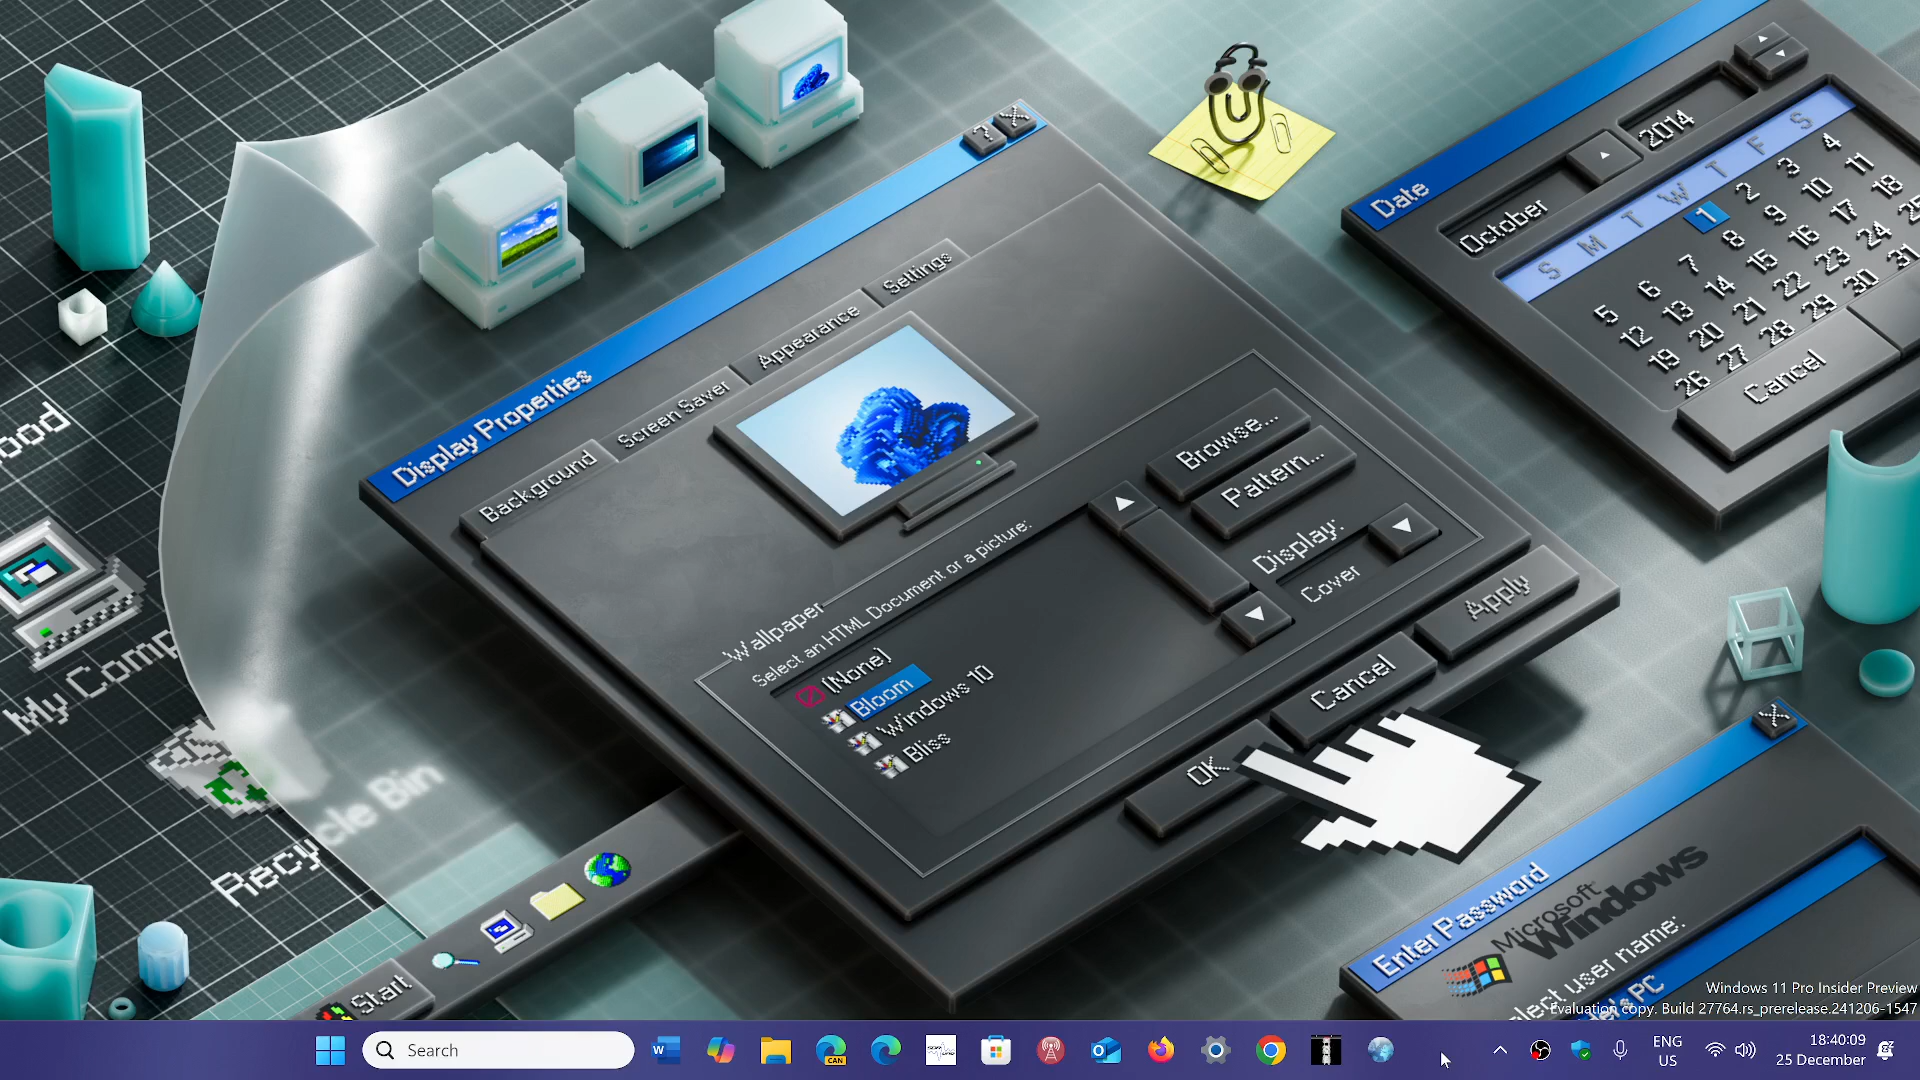 ?
X
Date
2014
October
S M T W T F S
1 2 3 4
5 6 7 8 9 10 11
12 13 14 15 16 17 18
19 20 21 22 23 24 25
26 27 28 29 30 31
Cancel
Display Properties
Background
Screen Saver
Appearance
Settings
Browse...
Pattern...
Display:
Cover
Wallpaper
Select an HTML Document or a picture:
(None)
Bloom
Windows 10
Bliss
Apply
Cancel
OK
My Comp
Recycle Bin
Start
X
Enter Password
Microsoft
Windows
elect user name:
Windows 11 Pro Insider Preview
Evaluation copy. Build 27764.rs_prerelease.241206-1547
Search
W
CAN
ENG
US
18:40:09
25 December